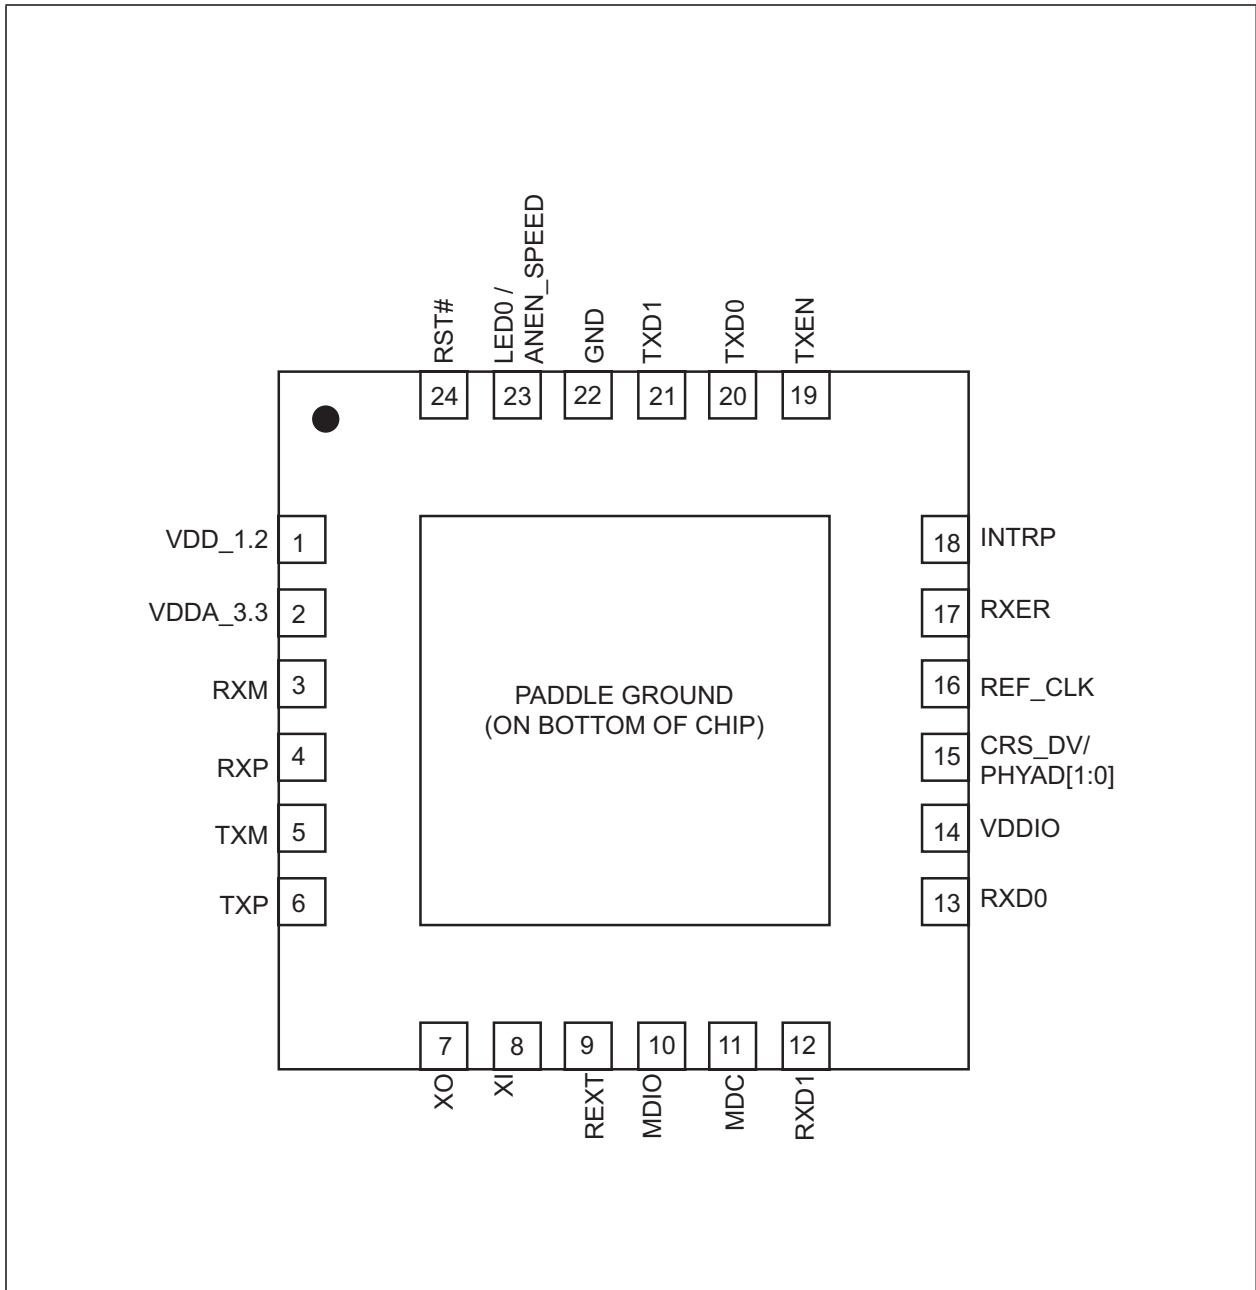 RST#
LED0 /
ANEN_SPEED
GND
TXD1
TXD0
TXEN
24
23
22
21
20
19
VDD_1.2
1
VDDA_3.3
2
RXM
3
RXP
4
TXM
5
TXP
6
PADDLE GROUND
(ON BOTTOM OF CHIP)
18
INTRP
17
RXER
16
REF_CLK
15
CRS_DV/
PHYAD[1:0]
14
VDDIO
13
RXD0
7
8
9
10
11
12
XO
XI
REXT
MDIO
MDC
RXD1